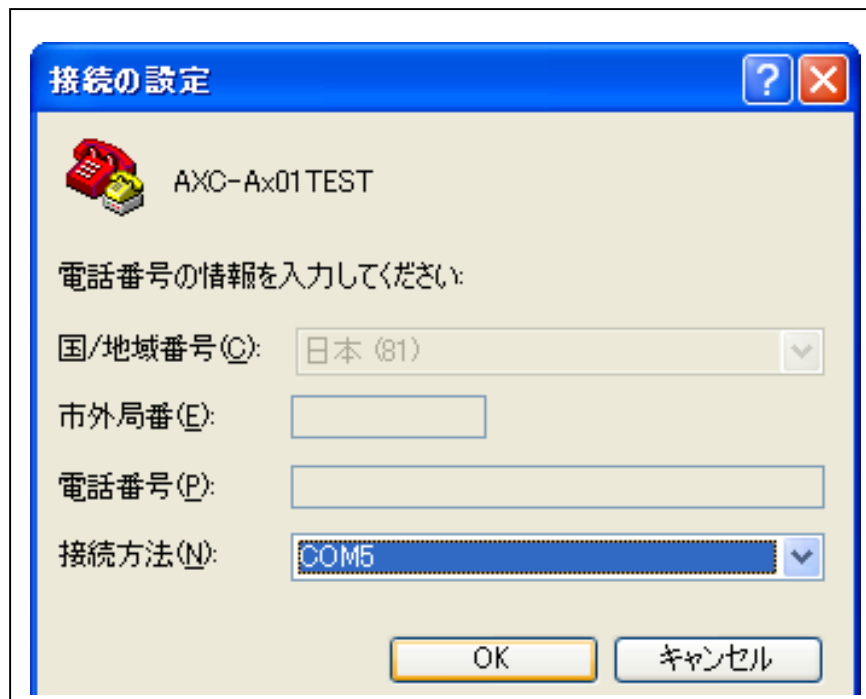 接続の設定
AXC-Ax01TEST
電話番号の情報を入力してください:
国/地域番号(C): 日本 (81)
市外局番(E):
電話番号(P):
接続方法(N): COM5
OK キャンセル